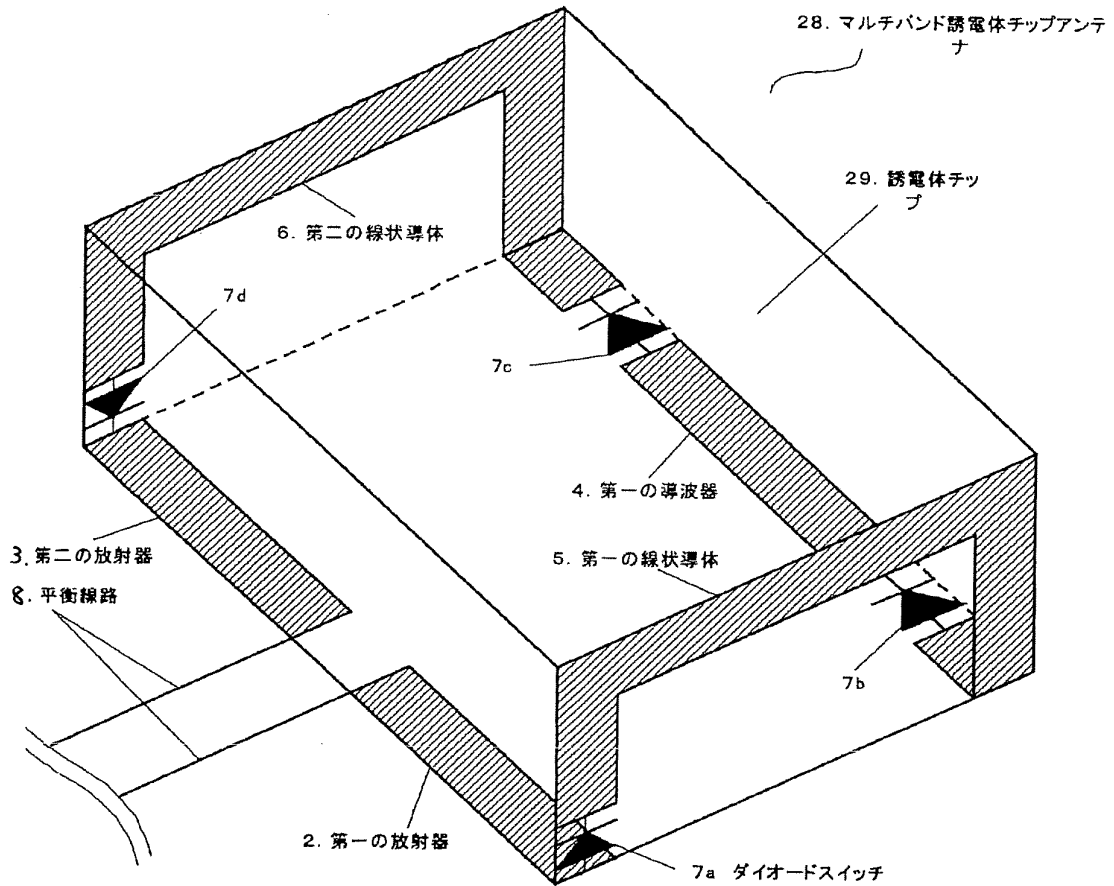 28. マルチバンド誘電体チップアンテ
ナ
29. 誘電体チッ
プ
6. 第二の線状導体
7d
7c
4. 第一の導波器
5. 第一の線状導体
3. 第二の放射器
8. 平衡線路
7b
2. 第一の放射器
7a ダイオードスイッチ